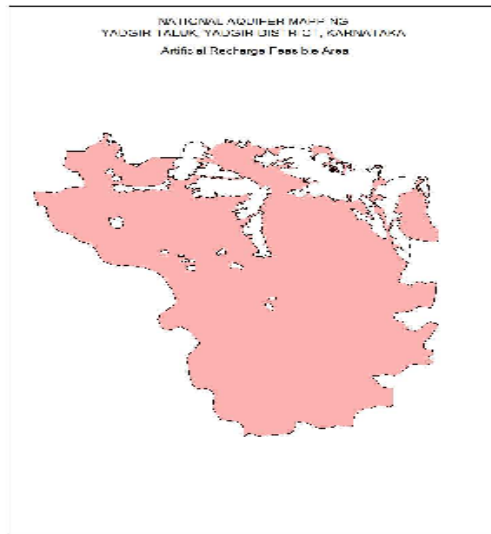 NATIONAL AQUIFER MAPPING
YADGIR TALUK, YADGIR DISTRICT, KARNATAKA
Artificial Recharge Feasible Area